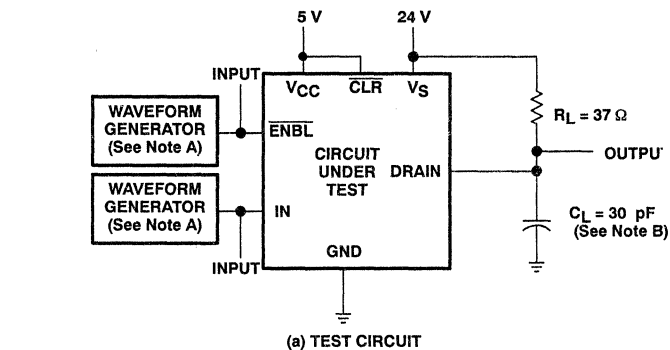 5 V
24 V
INPUT
VCC
CLR
VS
WAVEFORM
GENERATOR
(See Note A)
ENBL
RL = 37 Ω
CIRCUIT
UNDER
TEST
DRAIN
OUTPUT
WAVEFORM
GENERATOR
(See Note A)
IN
CL = 30 pF
(See Note B)
INPUT
GND
(a) TEST CIRCUIT